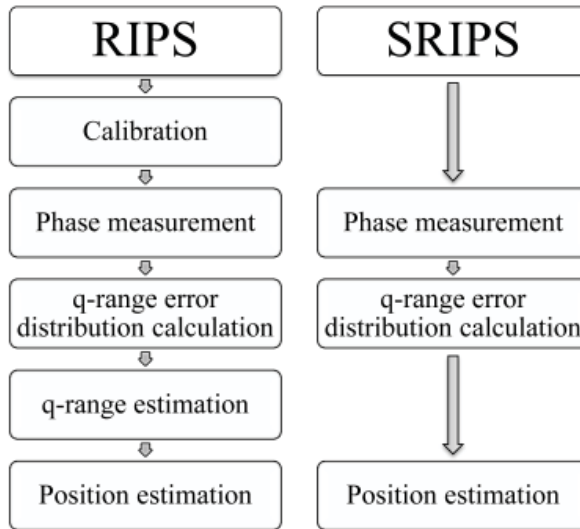 RIPS
Calibration
Phase measurement
q-range error
distribution calculation
q-range estimation
Position estimation
SRIPS
Phase measurement
q-range error
distribution calculation
Position estimation